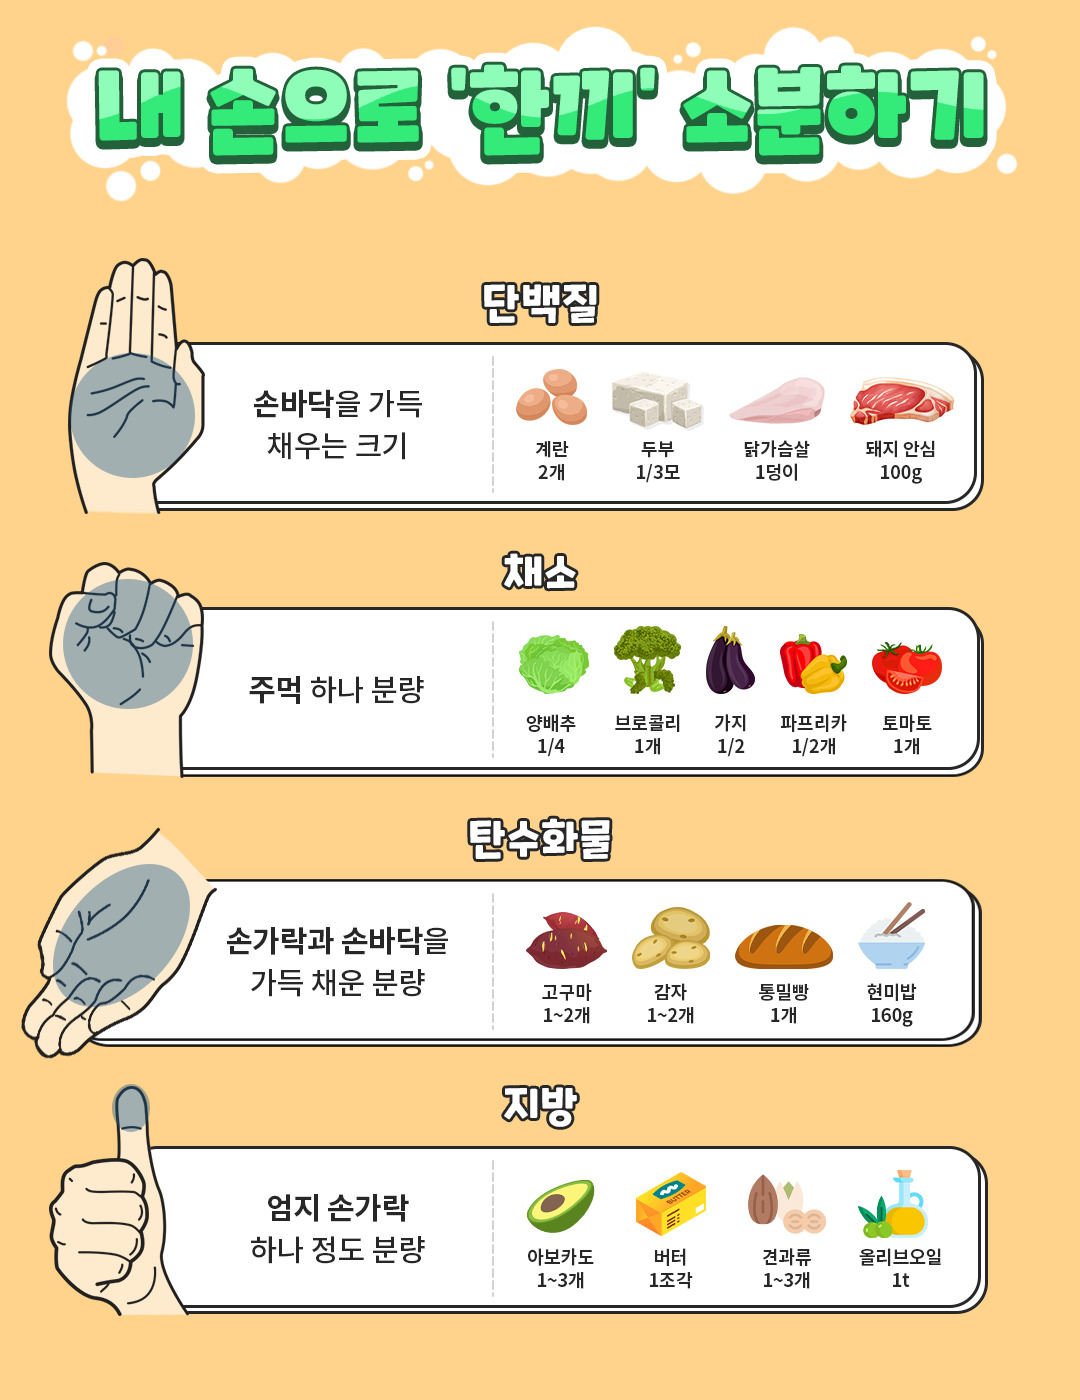 내 손으로 '한끼' 소분하기
단백질
손바닥을 가득
채우는 크기
계란
2개
두부
1/3모
닭가슴살
1덩이
돼지 안심
100g
채소
주먹 하나 분량
양배추
1/4
브로콜리
1개
가지
1/2
파프리카
1/2개
토마토
1개
탄수화물
손가락과 손바닥을
가득 채운 분량
고구마
1~2개
감자
1~2개
통밀빵
1개
현미밥
160g
지방
엄지 손가락
하나 정도 분량
BUTTER
아보카도
1~3개
버터
1조각
견과류
1~3개
올리브오일
1t